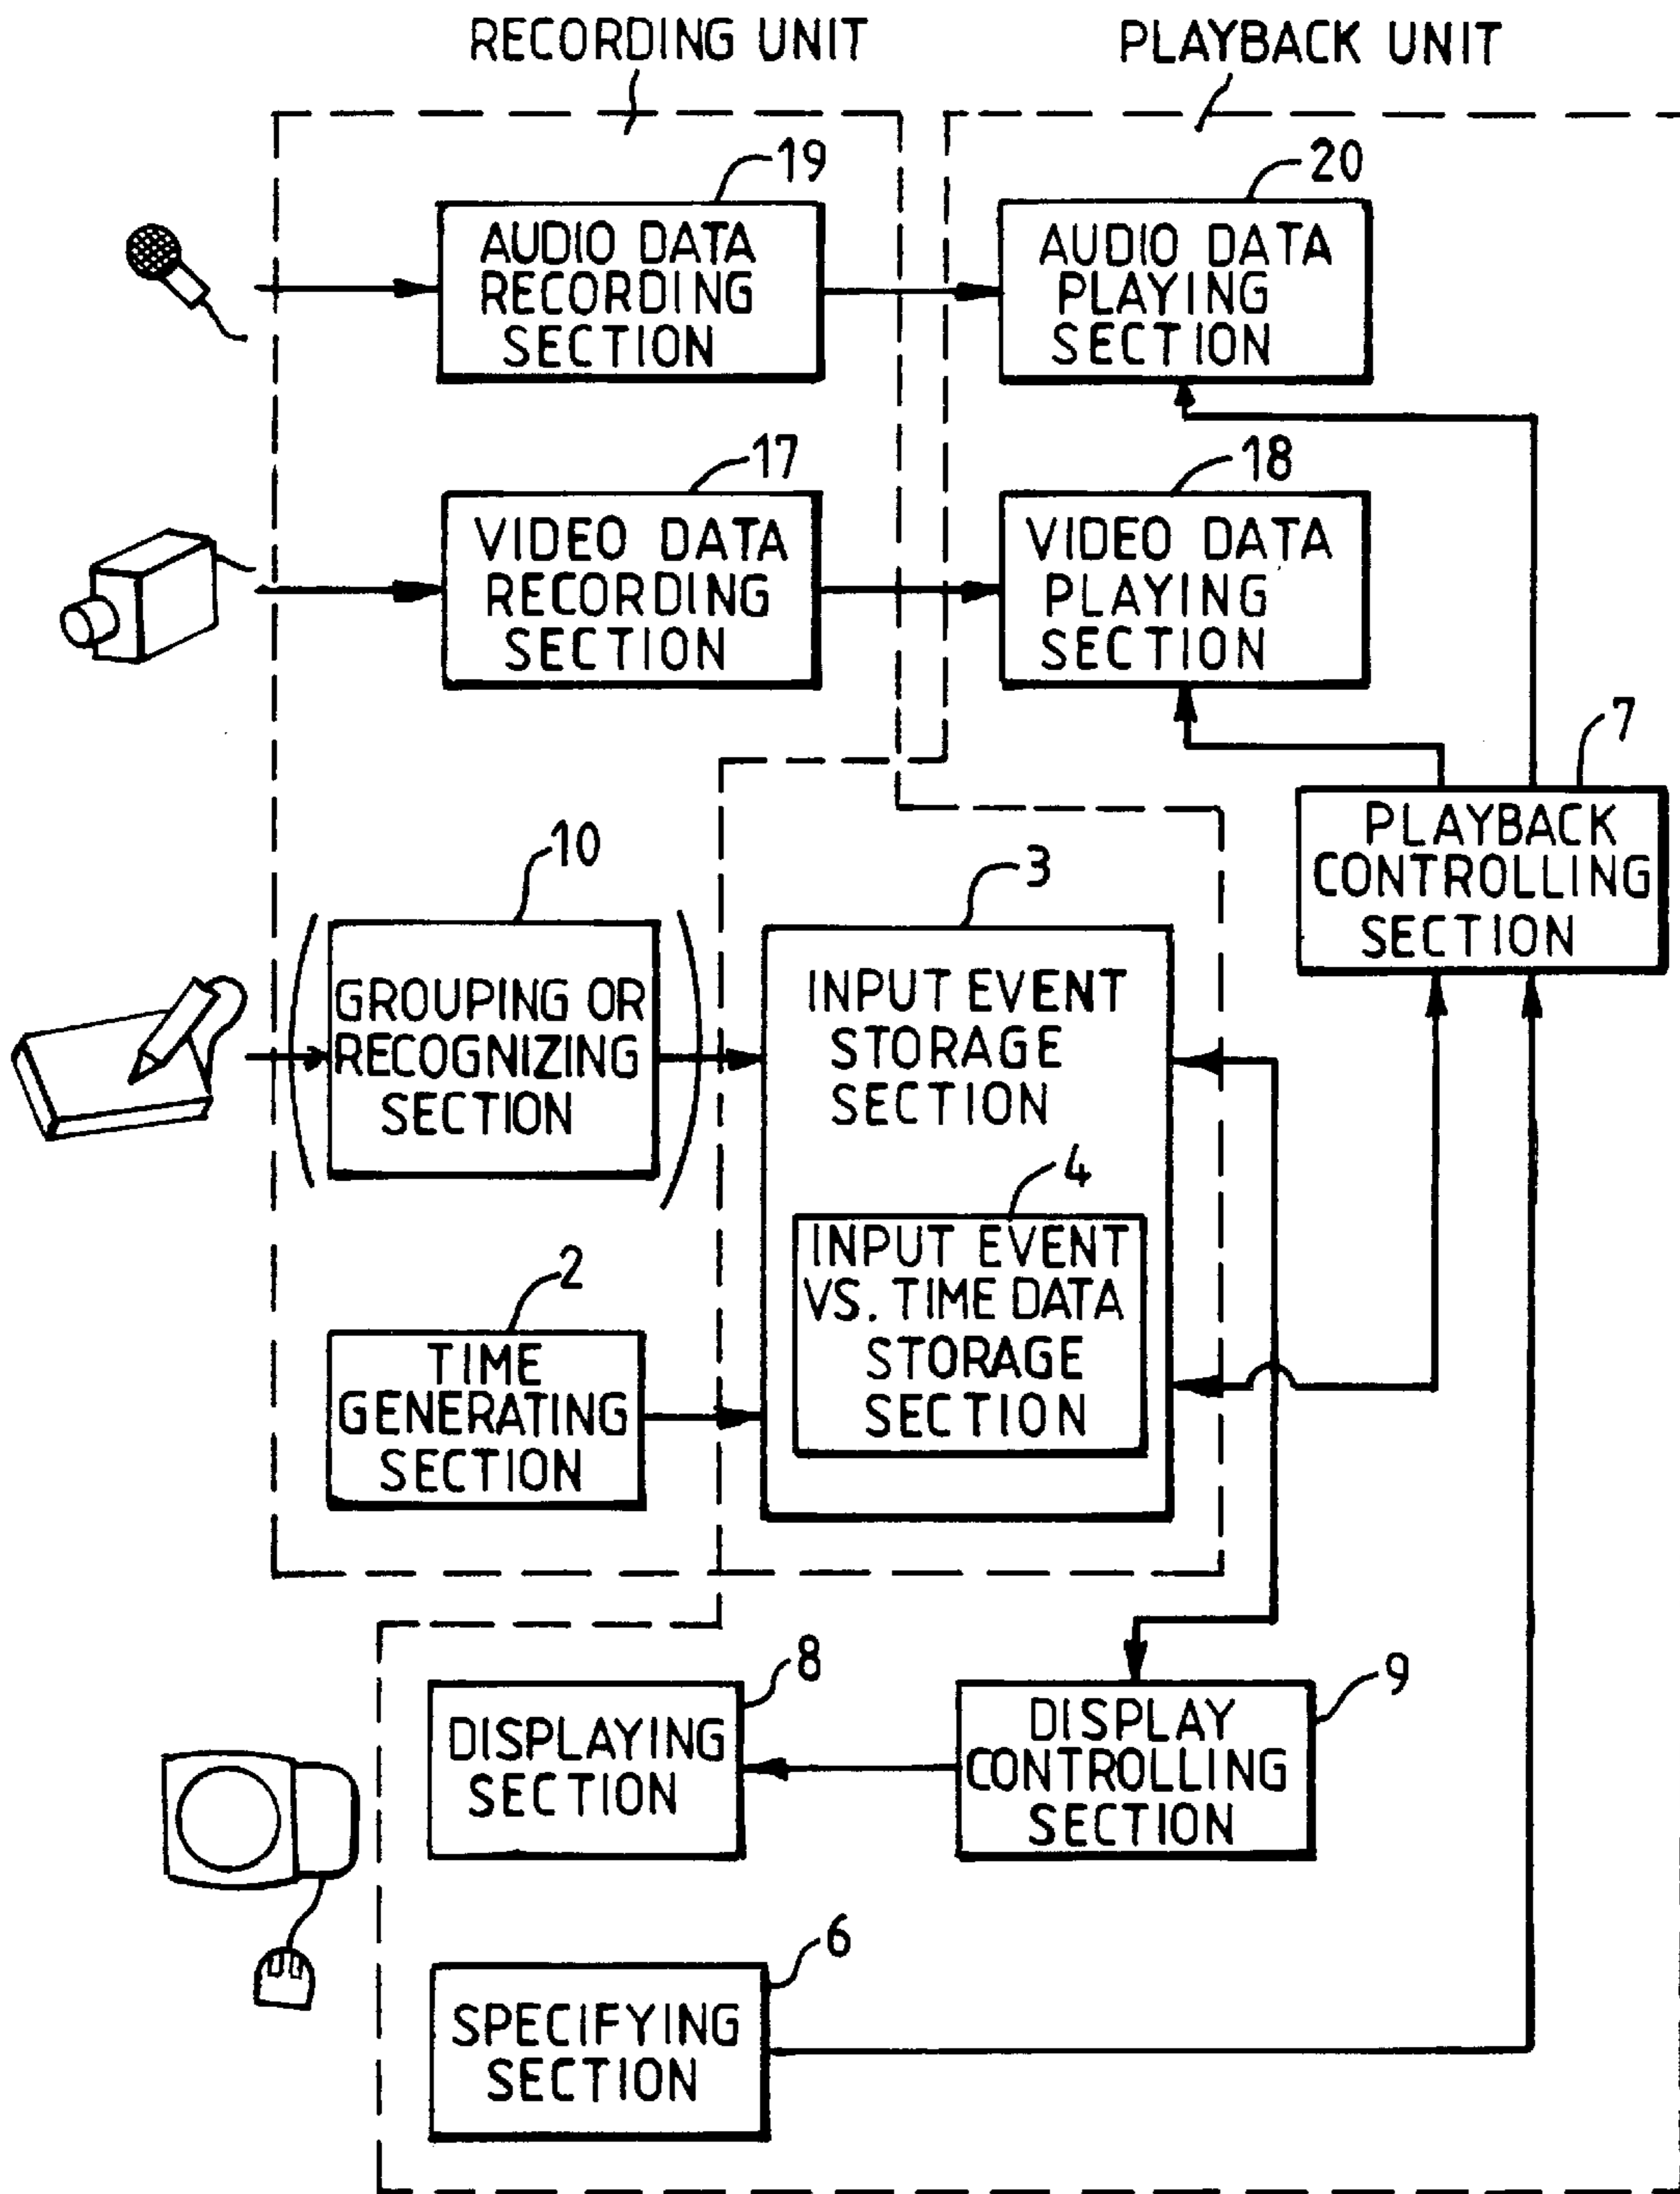 RECORDING UNIT
PLAYBACK UNIT
19
20
AUDIO DATA
RECORDING
SECTION
AUDIO DATA
PLAYING
SECTION
17
18
VIDEO DATA
RECORDING
SECTION
VIDEO DATA
PLAYING
SECTION
7
PLAYBACK
CONTROLLING
SECTION
10
3
GROUPING OR
RECOGNIZING
SECTION
INPUT EVENT
STORAGE
SECTION
4
INPUT EVENT
VS. TIME DATA
STORAGE
SECTION
2
TIME
GENERATING
SECTION
8
9
DISPLAYING
SECTION
DISPLAY
CONTROLLING
SECTION
6
SPECIFYING
SECTION